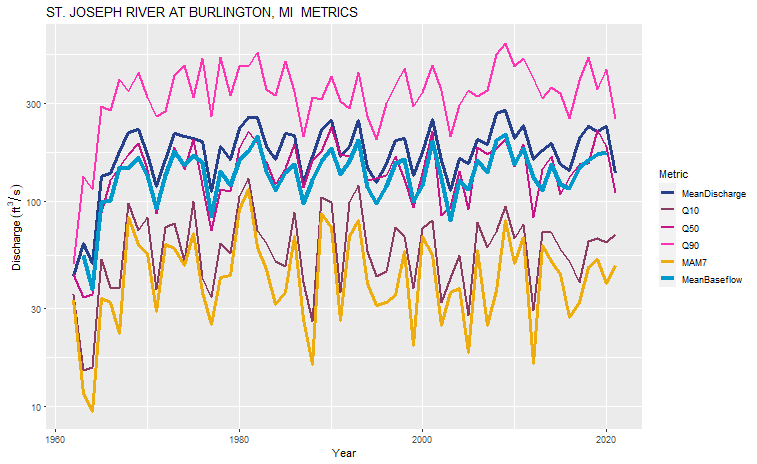 ST. JOSEPH RIVER AT BURLINGTON, MI  METRICS
Discharge (ft³/s)
300
100
30
10
1960
1980
2000
2020
Year
Metric
MeanDischarge
Q10
Q50
Q90
MAM7
MeanBaseflow